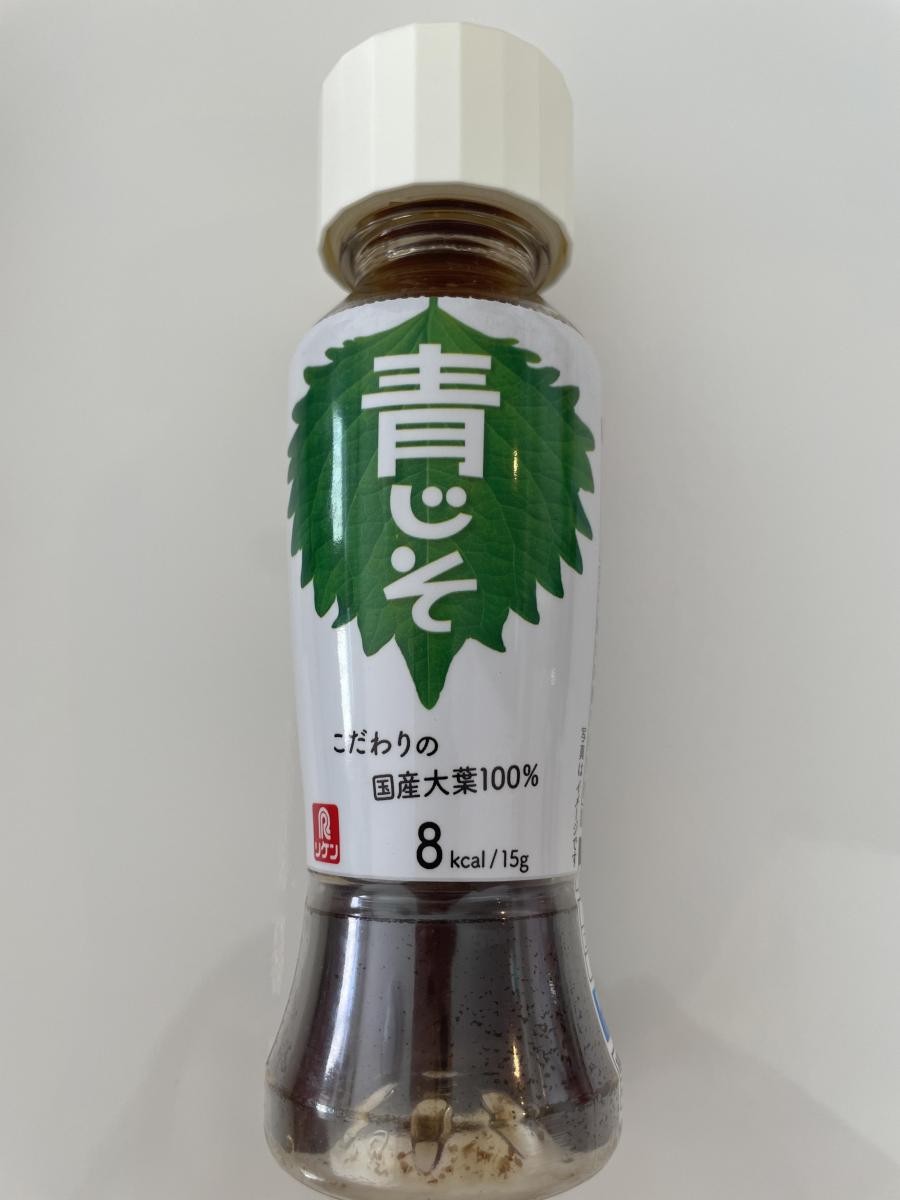 青じそ
こだわりの
国産大葉100%
8 kcal/15g
リケン